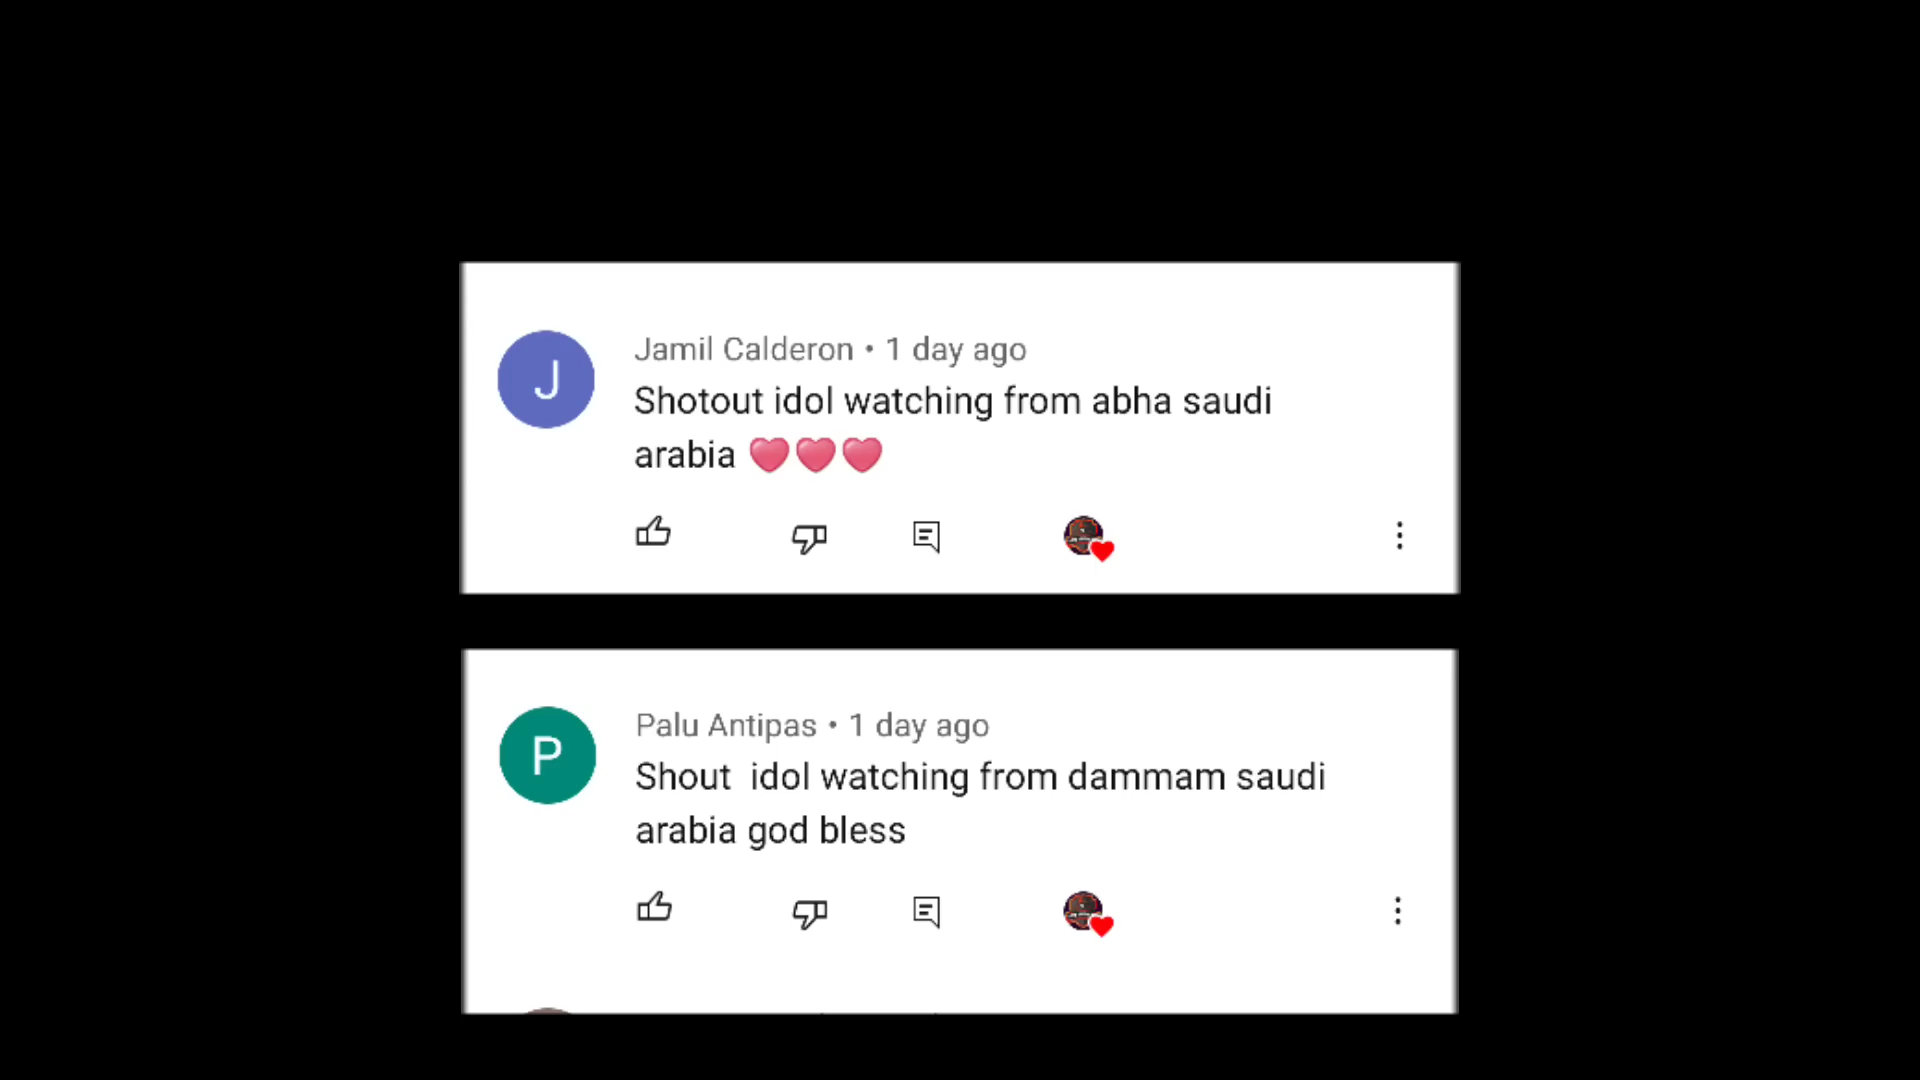 J
Jamil Calderon • 1 day ago
Shotout idol watching from abha saudi
arabia ❤❤❤
P
Palu Antipas • 1 day ago
Shout  idol watching from dammam saudi
arabia god bless